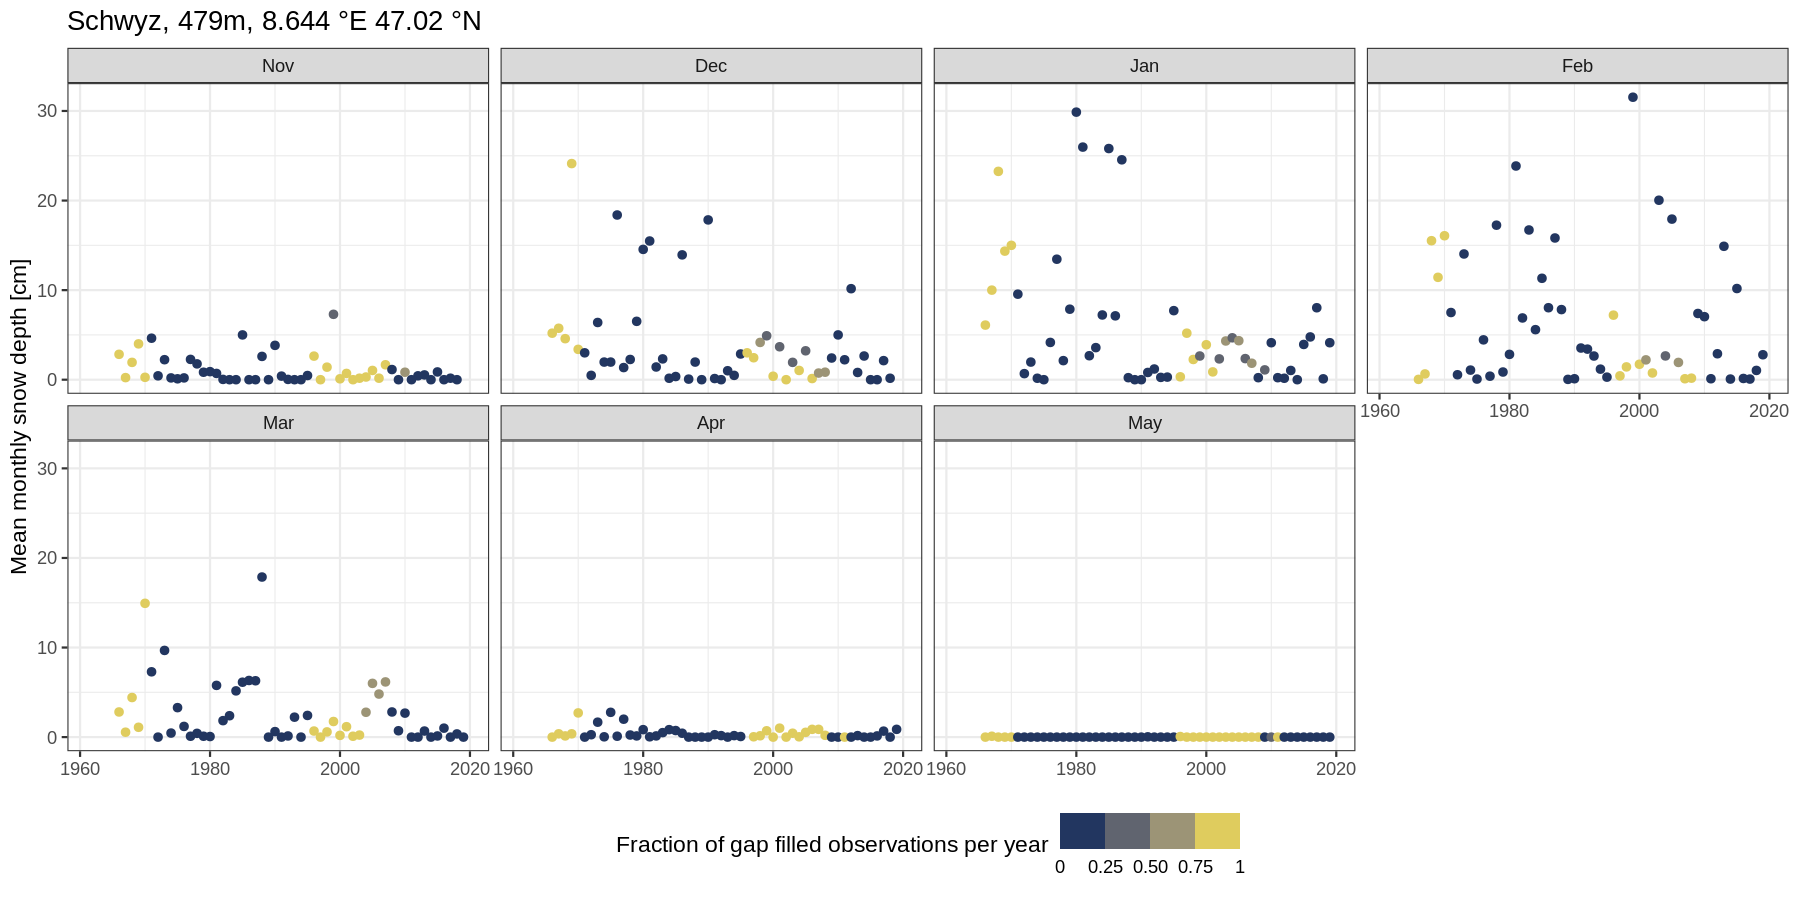 Schwyz, 479m, 8.644 °E 47.02 °N
Nov
Dec
Jan
Feb
Mean monthly snow depth [cm]
30
20
10
0
1960 1980 2000 2020
Mar
Apr
May
30
20
10
0
1960 1980 2000 2020 1960 1980 2000 2020 1960 1980 2000 2020
Fraction of gap filled observations per year
0 0.25 0.50 0.75 1